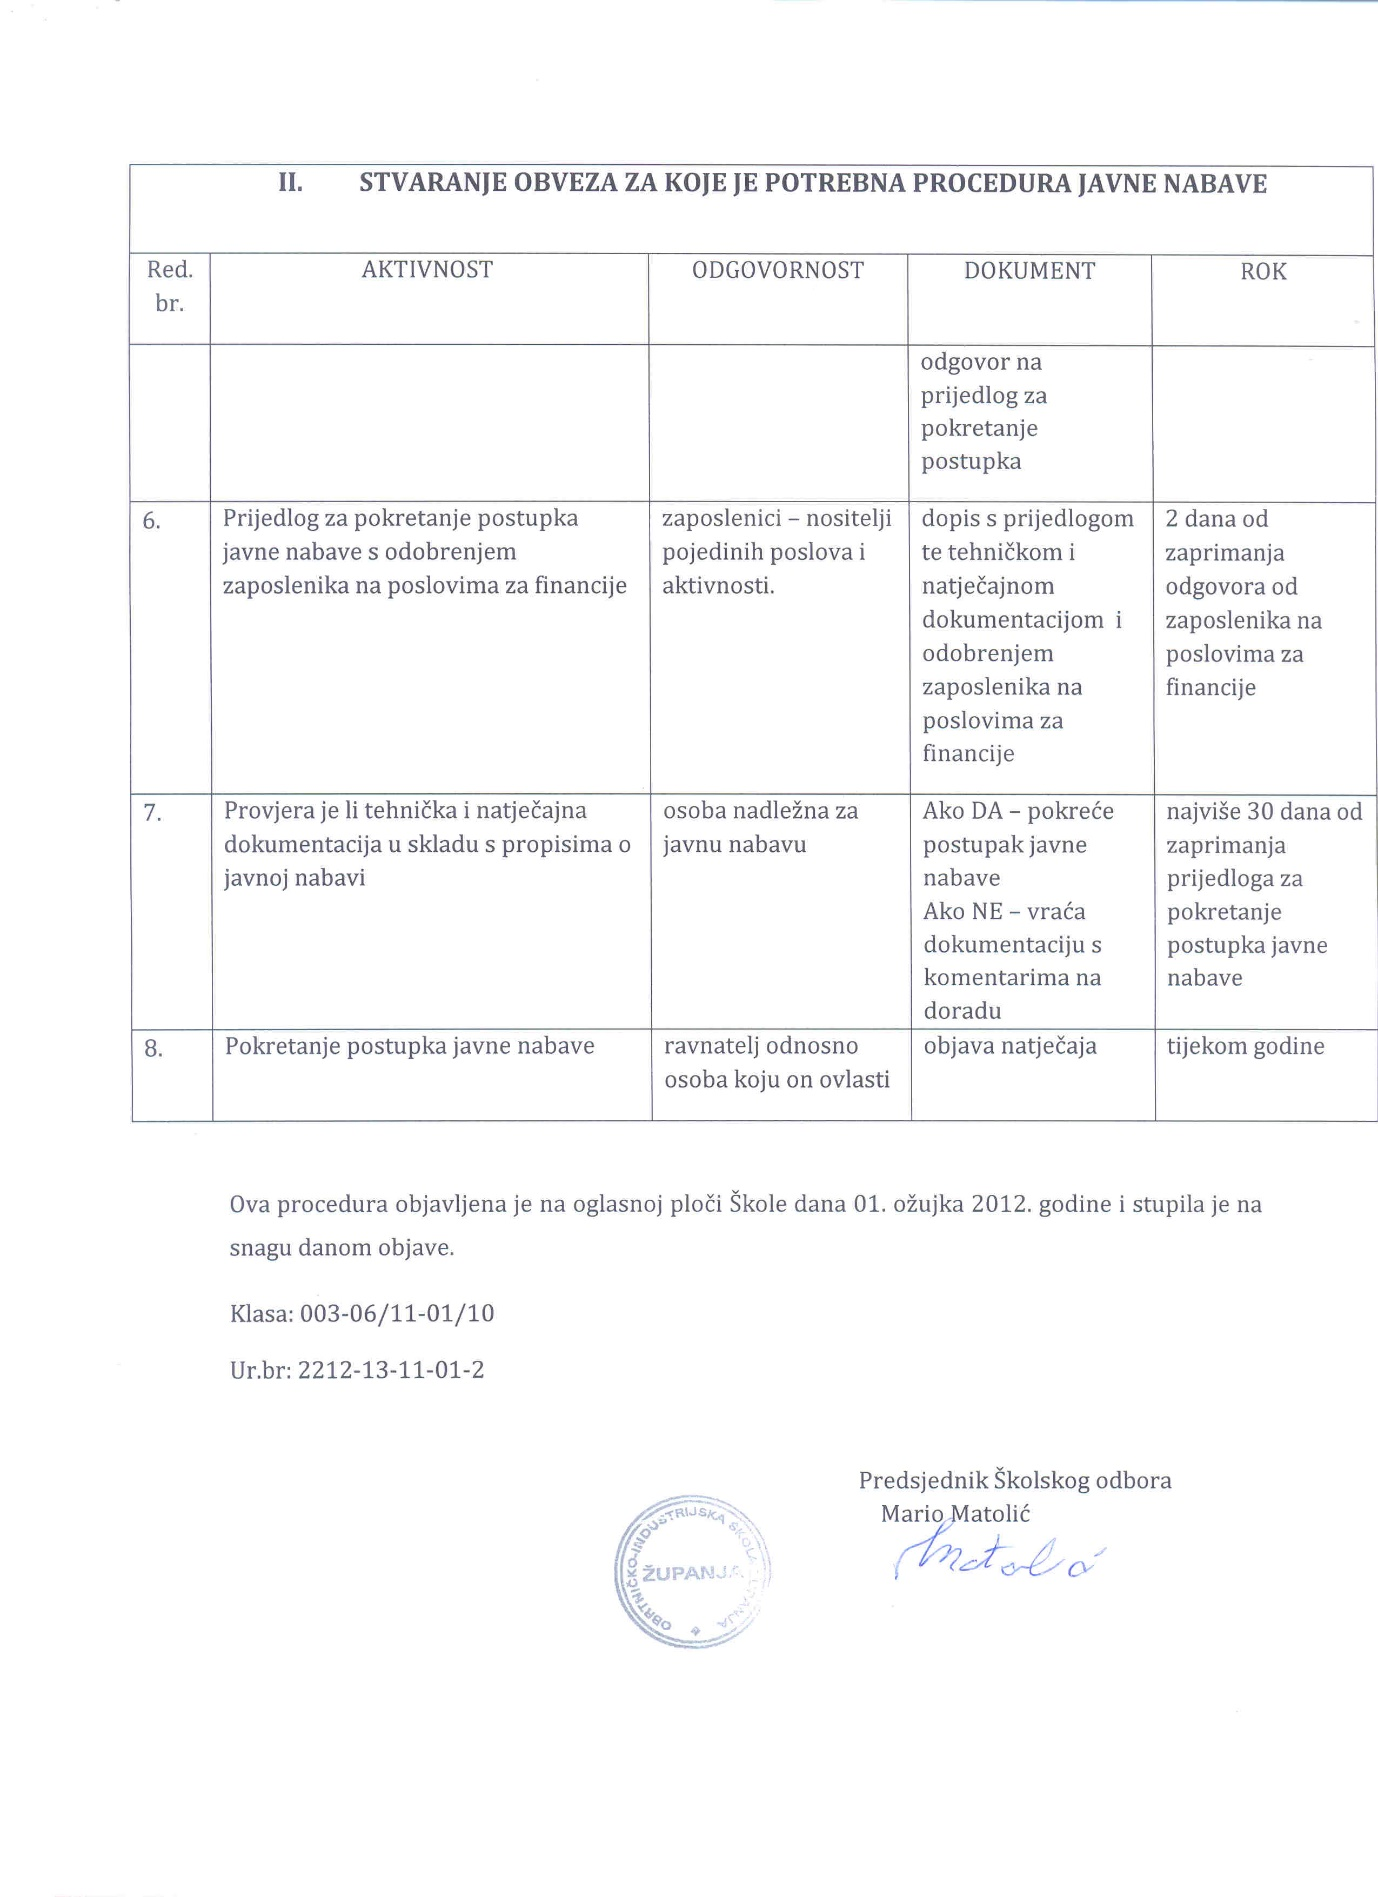 II. STVARANJE OBVEZA ZA KOJE JE POTREBNA PROCEDURA JAVNE NABAVE
Red.
br.
AKTIVNOST
ODGOVORNOST
DOKUMENT
ROK
odgovor na
prijedlog za
pokretanje
postupka
6.
Prijedlog za pokretanje postupka
javne nabave s odobrenjem
zaposlenika na poslovima za financije
zaposlenici – nositelji
pojedinih poslova i
aktivnosti.
dopis s prijedlogom
te tehničkom i
natječajnom
dokumentacijom i
odobrenjem
zaposlenika na
poslovima za
financije
2 dana od
zaprimanja
odgovora od
zaposlenika na
poslovima za
financije
7.
Provjera je li tehnička i natječajna
dokumentacija u skladu s propisima o
javnoj nabavi
osoba nadležna za
javnu nabavu
Ako DA – pokreće
postupak javne
nabave
Ako NE – vraća
dokumentaciju s
komentarima na
doradu
najviše 30 dana od
zaprimanja
prijedloga za
pokretanje
postupka javne
nabave
8.
Pokretanje postupka javne nabave
ravnatelj odnosno
osoba koju on ovlasti
objava natječaja
tijekom godine
Ova procedura objavljena je na oglasnoj ploči Škole dana 01. ožujka 2012. godine i stupila je na
snagu danom objave.
Klasa: 003-06/11-01/10
Ur.br: 2212-13-11-01-2
Predsjednik Školskog odbora
Mario Matolić
OBRTNIČKO-INDUSTRIJSKA ŠKOLA
ŽUPANJA